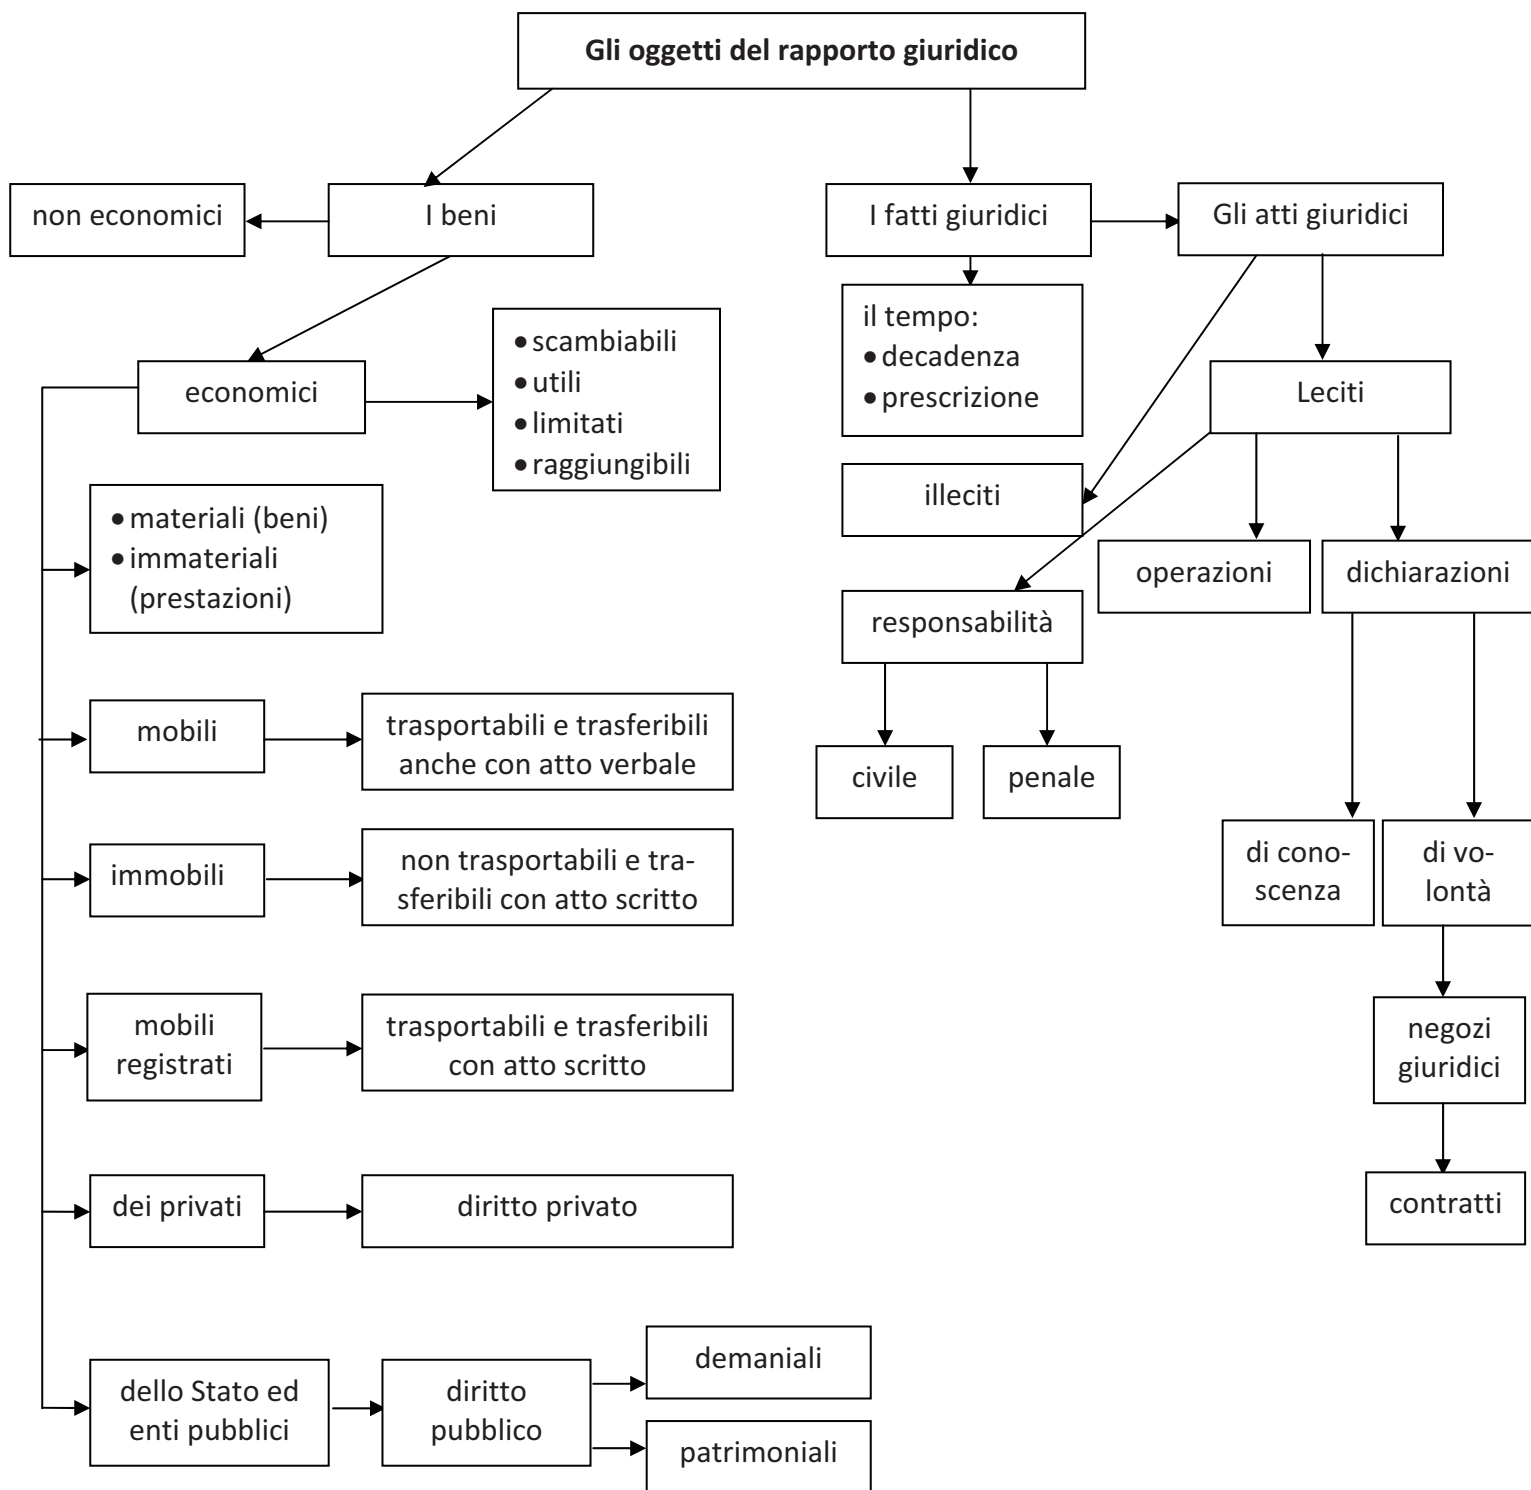 Gli oggetti del rapporto giuridico
non economici
I beni
I fatti giuridici
Gli atti giuridici
• scambiabili
• utili
• limitati
• raggiungibili
il tempo:
• decadenza
• prescrizione
economici
Leciti
illeciti
• materiali (beni)
• immateriali
(prestazioni)
operazioni
dichiarazioni
responsabilità
mobili
trasportabili e trasferibili
anche con atto verbale
civile
penale
immobili
non trasportabili e tra-
sferibili con atto scritto
di cono-
scenza
di vo-
lontà
mobili
registrati
trasportabili e trasferibili
con atto scritto
negozi
giuridici
dei privati
diritto privato
contratti
dello Stato ed
enti pubblici
diritto
pubblico
demaniali
patrimoniali